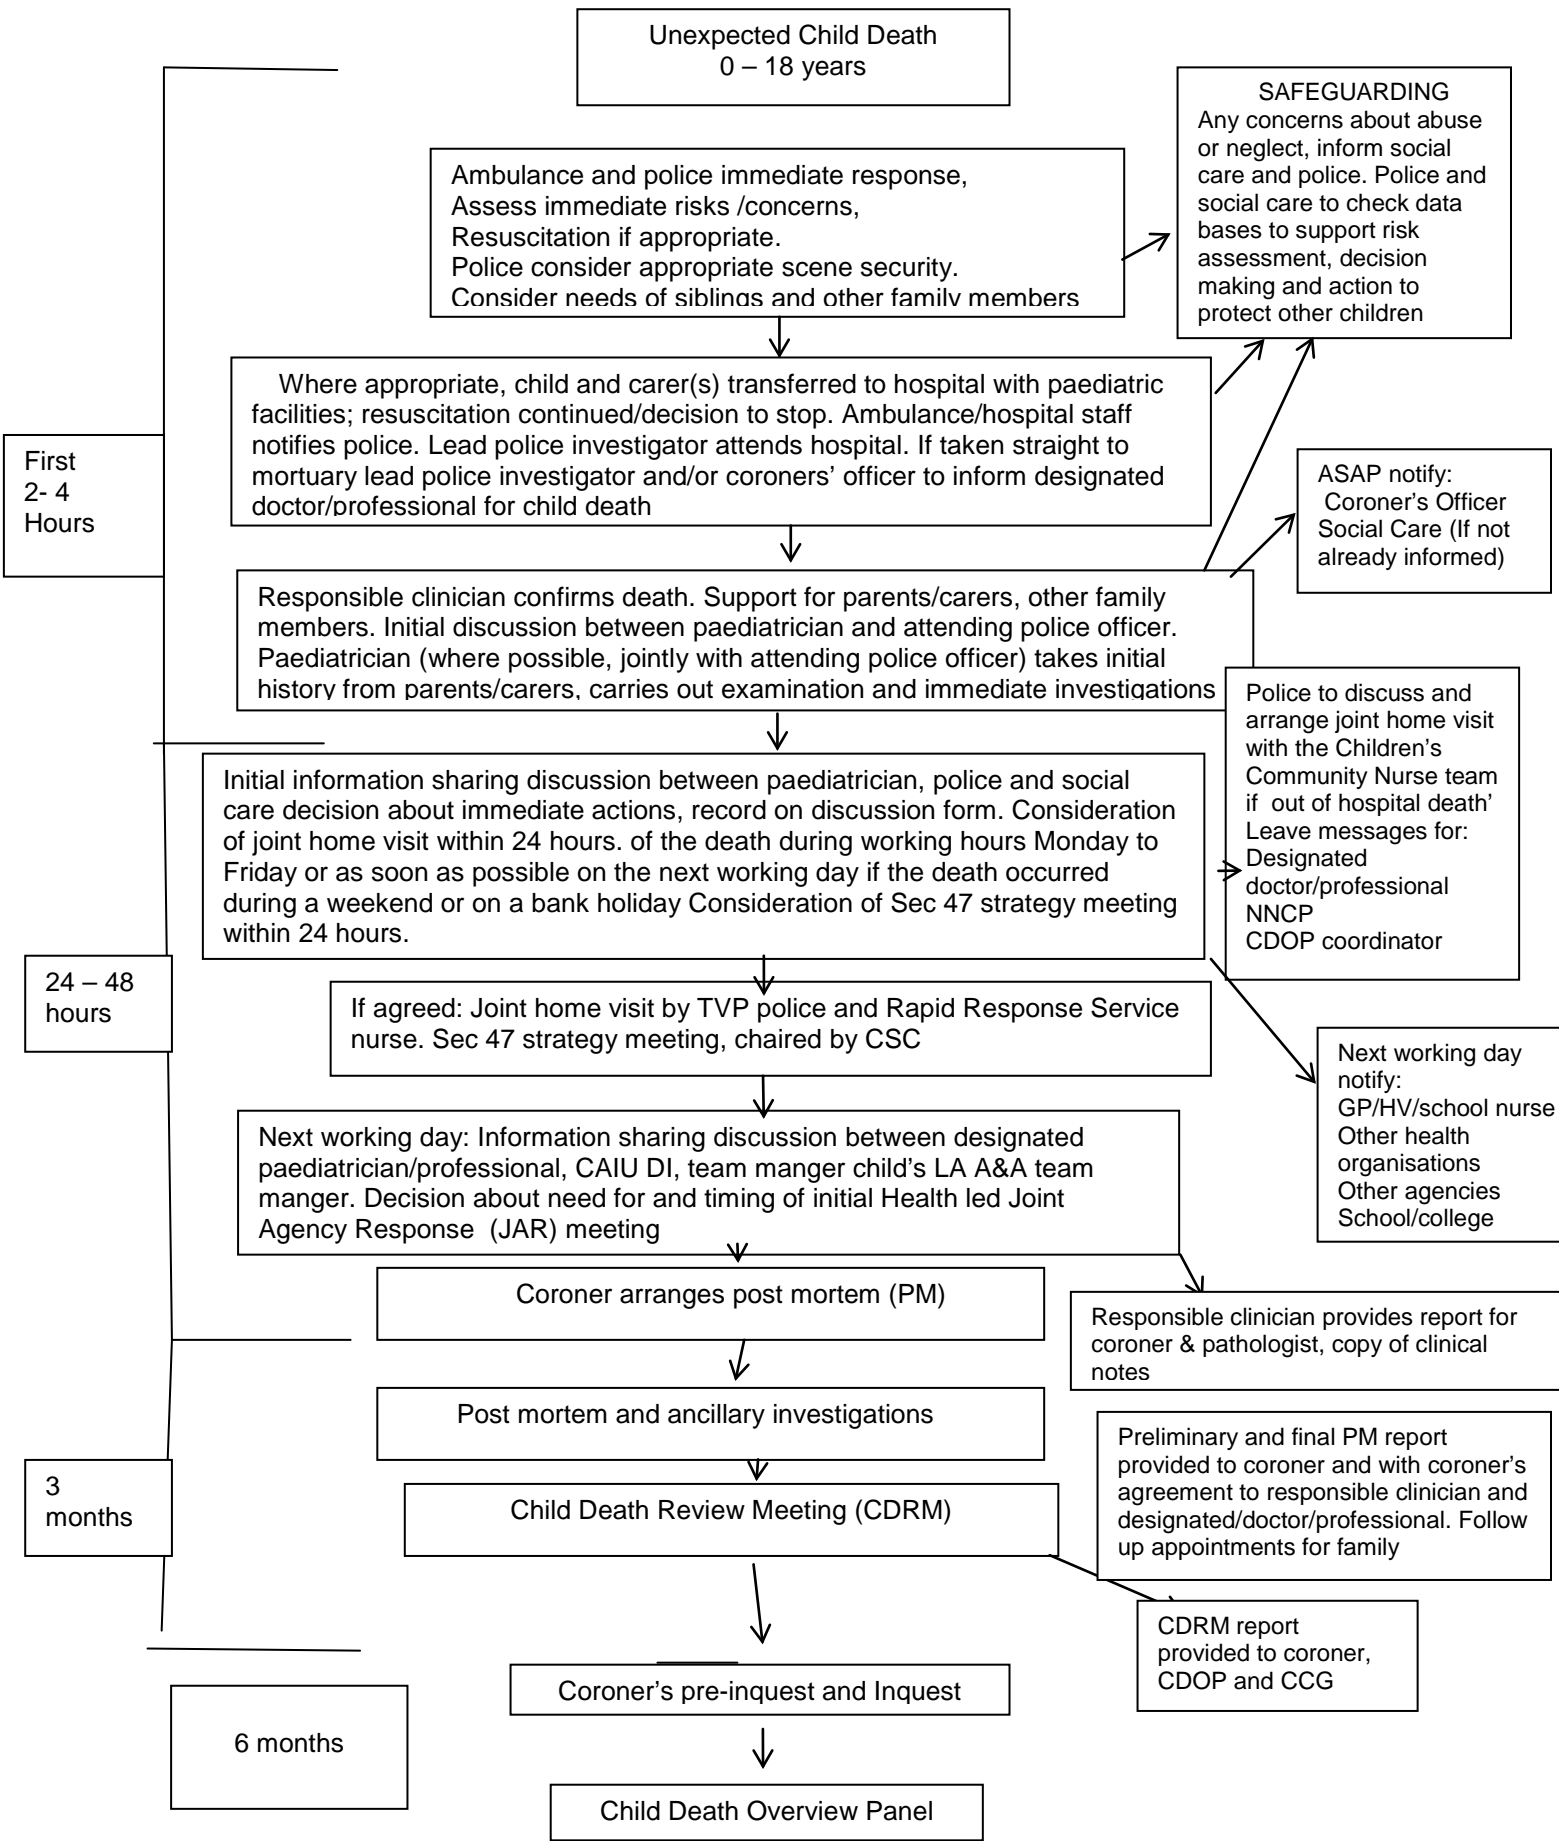 Unexpected Child Death
0 – 18 years
SAFEGUARDING
Any concerns about abuse
or neglect, inform social
care and police. Police and
social care to check data
bases to support risk
assessment, decision
making and action to
protect other children
Ambulance and police immediate response,
Assess immediate risks /concerns,
Resuscitation if appropriate.
Police consider appropriate scene security.
Consider needs of siblings and other family members
Where appropriate, child and carer(s) transferred to hospital with paediatric
facilities; resuscitation continued/decision to stop. Ambulance/hospital staff
notifies police. Lead police investigator attends hospital. If taken straight to
mortuary lead police investigator and/or coroners’ officer to inform designated
doctor/professional for child death
First
2- 4
Hours
ASAP notify:
Coroner’s Officer
Social Care (If not
already informed)
Responsible clinician confirms death. Support for parents/carers, other family
members. Initial discussion between paediatrician and attending police officer.
Paediatrician (where possible, jointly with attending police officer) takes initial
history from parents/carers, carries out examination and immediate investigations
Police to discuss and
arrange joint home visit
with the Children’s
Community Nurse team
if out of hospital death’
Leave messages for:
Designated
doctor/professional
NNCP
CDOP coordinator
Initial information sharing discussion between paediatrician, police and social
care decision about immediate actions, record on discussion form. Consideration
of joint home visit within 24 hours. of the death during working hours Monday to
Friday or as soon as possible on the next working day if the death occurred
during a weekend or on a bank holiday Consideration of Sec 47 strategy meeting
within 24 hours.
24 – 48
hours
If agreed: Joint home visit by TVP police and Rapid Response Service
nurse. Sec 47 strategy meeting, chaired by CSC
Next working day
notify:
GP/HV/school nurse
Other health
organisations
Other agencies
School/college
Next working day: Information sharing discussion between designated
paediatrician/professional, CAIU DI, team manger child’s LA A&A team
manger. Decision about need for and timing of initial Health led Joint
Agency Response (JAR) meeting
Coroner arranges post mortem (PM)
Responsible clinician provides report for
coroner & pathologist, copy of clinical
notes
Post mortem and ancillary investigations
Preliminary and final PM report
provided to coroner and with coroner’s
agreement to responsible clinician and
designated/doctor/professional. Follow
up appointments for family
3
months
Child Death Review Meeting (CDRM)
CDRM report
provided to coroner,
CDOP and CCG
Coroner’s pre-inquest and Inquest
6 months
Child Death Overview Panel